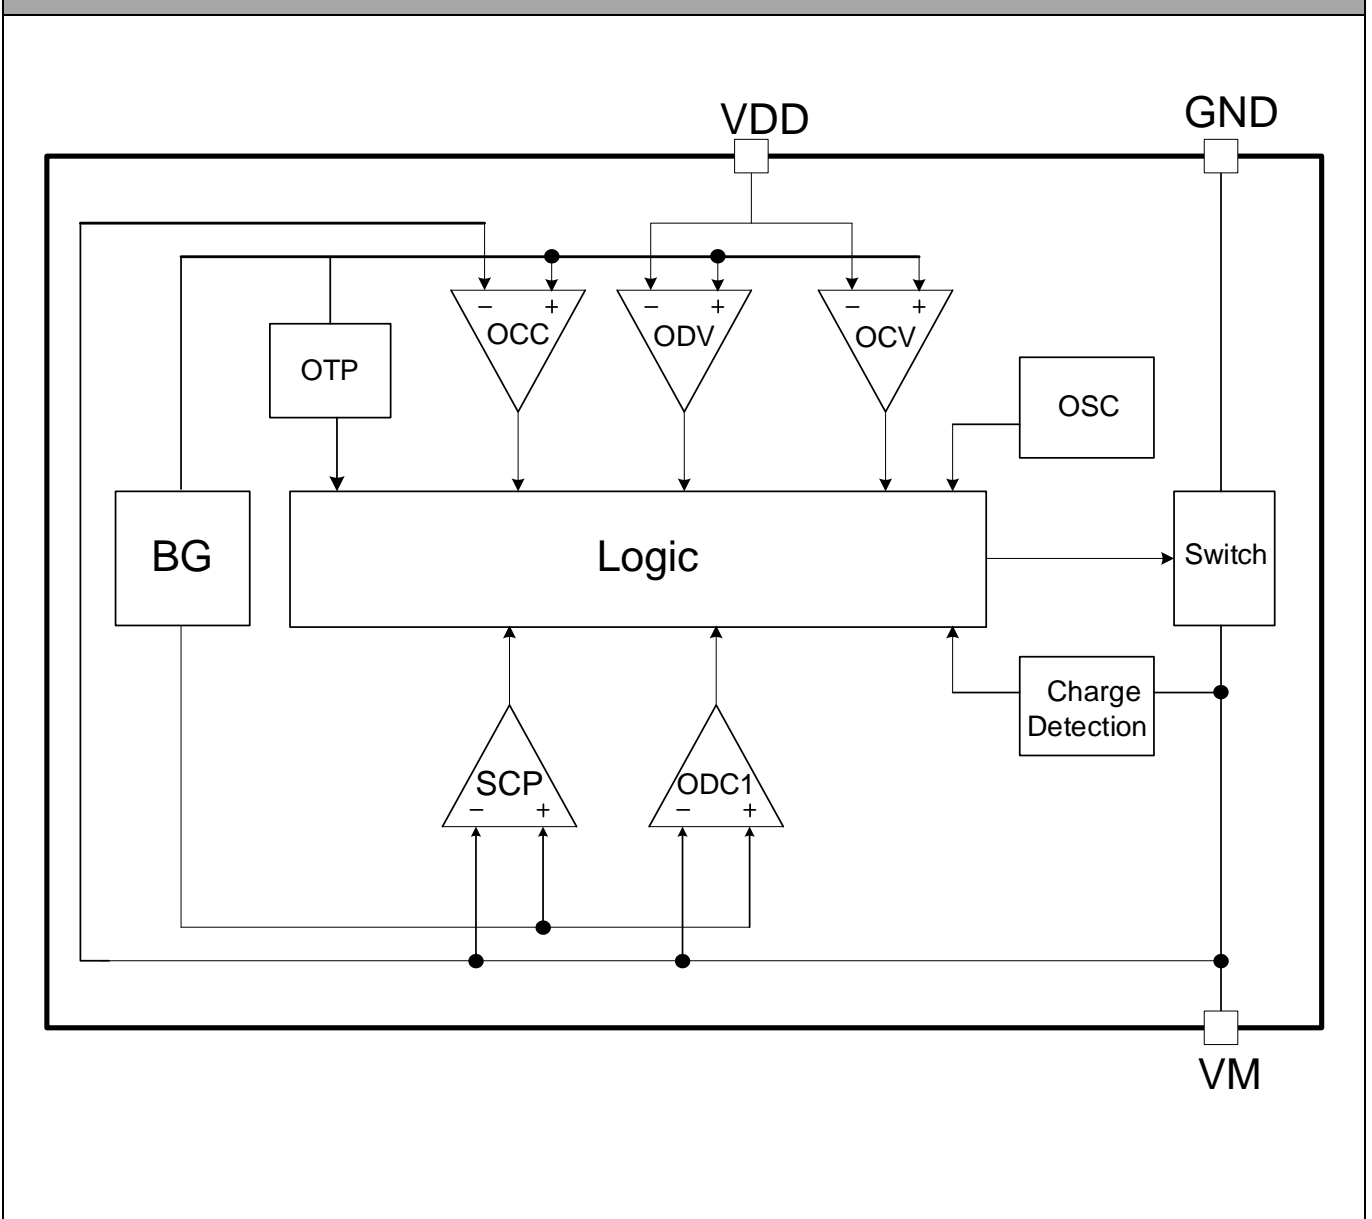 VDD
GND
− + − + − +
OCC
ODV
OCV
OTP
OSC
BG
Logic
Switch
Charge
Detection
SCP
ODC1
− + − +
VM